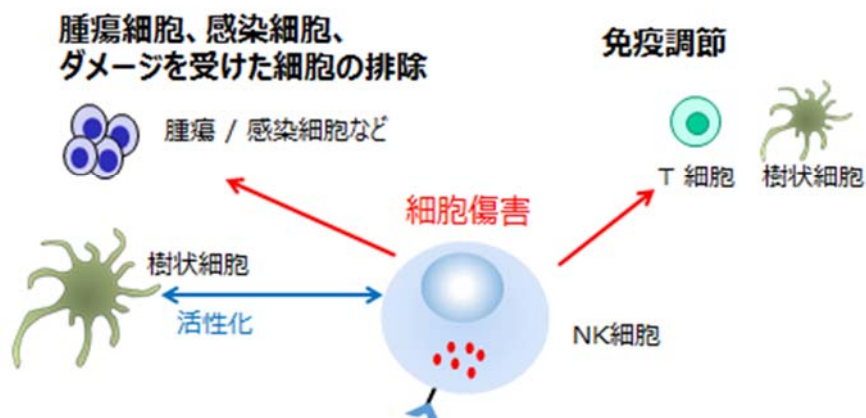 腫瘍細胞、感染細胞、
ダメージを受けた細胞の排除
免疫調節
腫瘍 / 感染細胞など
T 細胞
樹状細胞
細胞傷害
樹状細胞
活性化
NK細胞